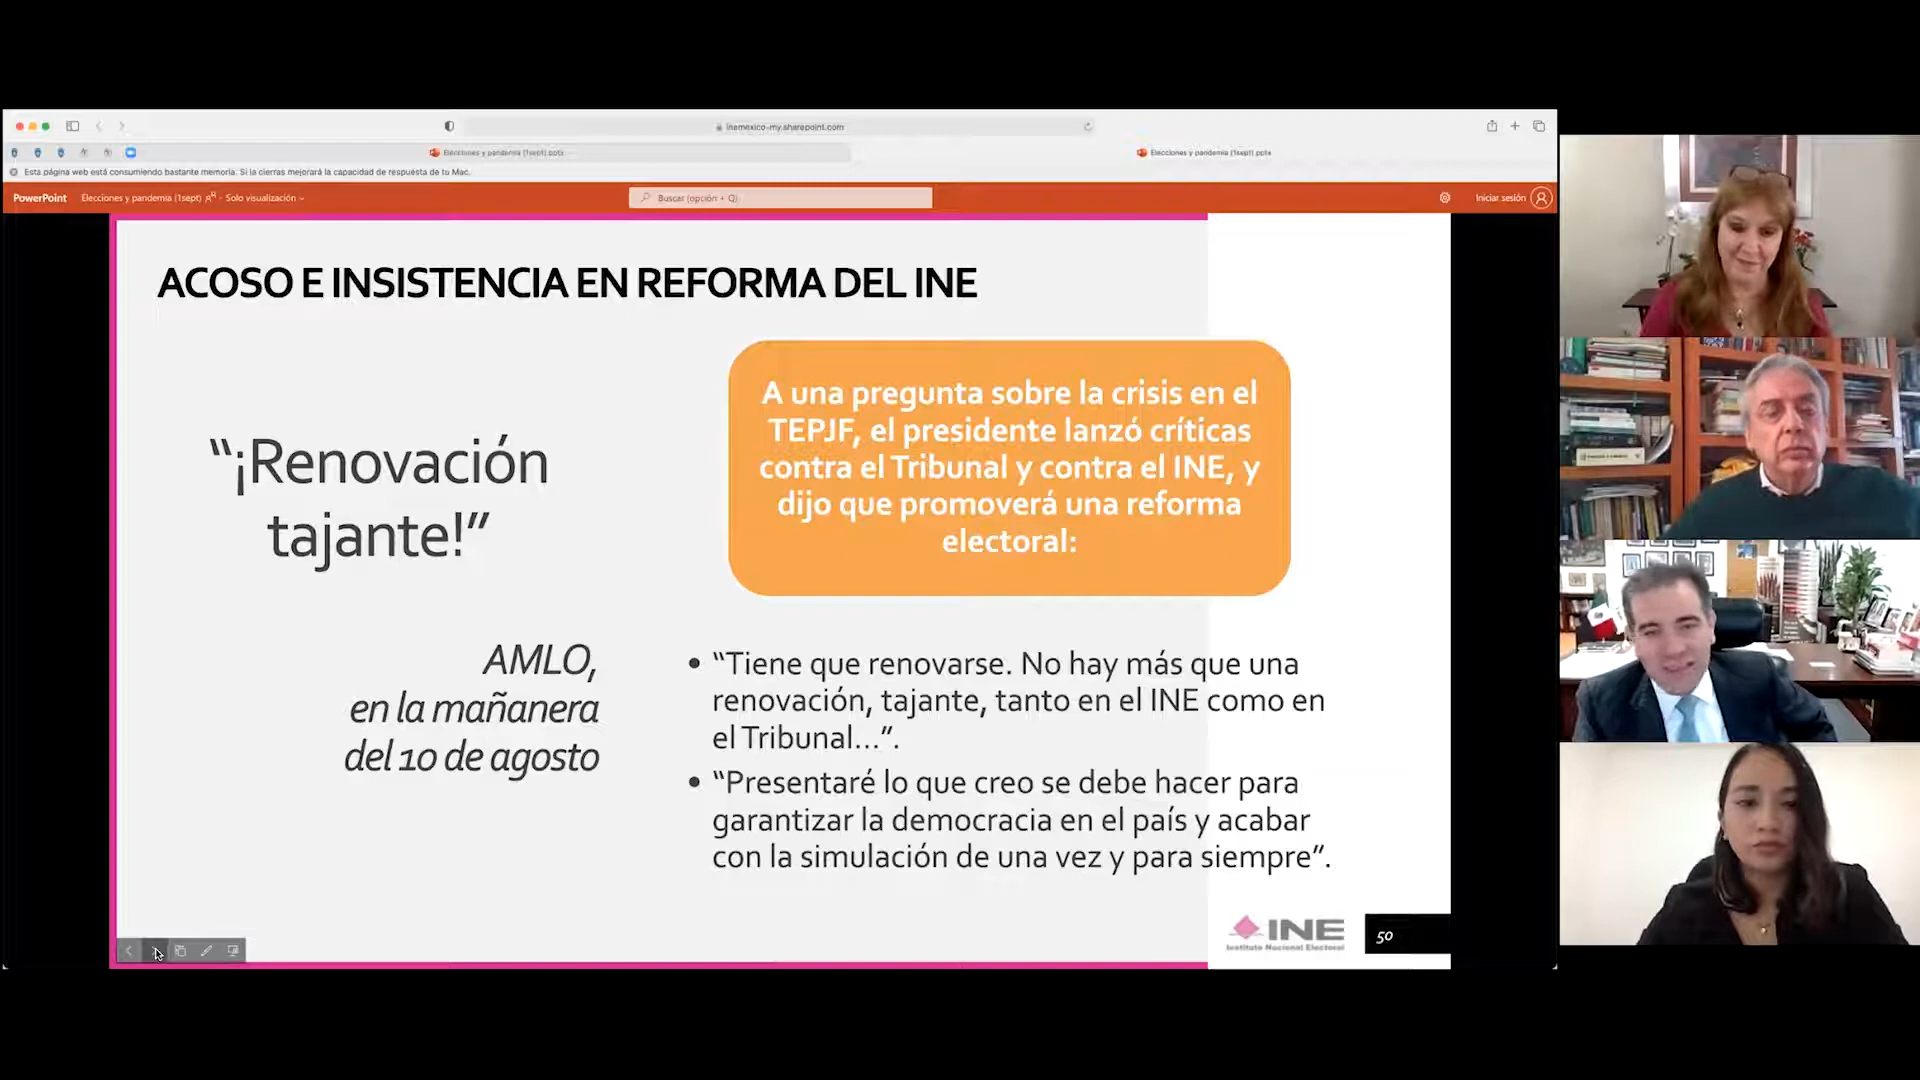 inemexico-my.sharepoint.com
Elecciones y pandemia (1sept).pptx
Elecciones y pandemia (1sept).pptx
Esta página web está consumiendo bastante memoria. Si la cierras mejorará la capacidad de respuesta de tu Mac.
PowerPoint Elecciones y pandemia (1sept) - Solo visualización
Buscar (opción + Q)
Iniciar sesión
ACOSO E INSISTENCIA EN REFORMA DEL INE
“¡Renovación
tajante!”
AMLO,
en la mañanera
del 10 de agosto
A una pregunta sobre la crisis en el
TEPJF, el presidente lanzó críticas
contra el Tribunal y contra el INE, y
dijo que promoverá una reforma
electoral:
• “Tiene que renovarse. No hay más que una
renovación, tajante, tanto en el INE como en
el Tribunal...”.
• “Presentaré lo que creo se debe hacer para
garantizar la democracia en el país y acabar
con la simulación de una vez y para siempre”.
INE
Instituto Nacional Electoral
50